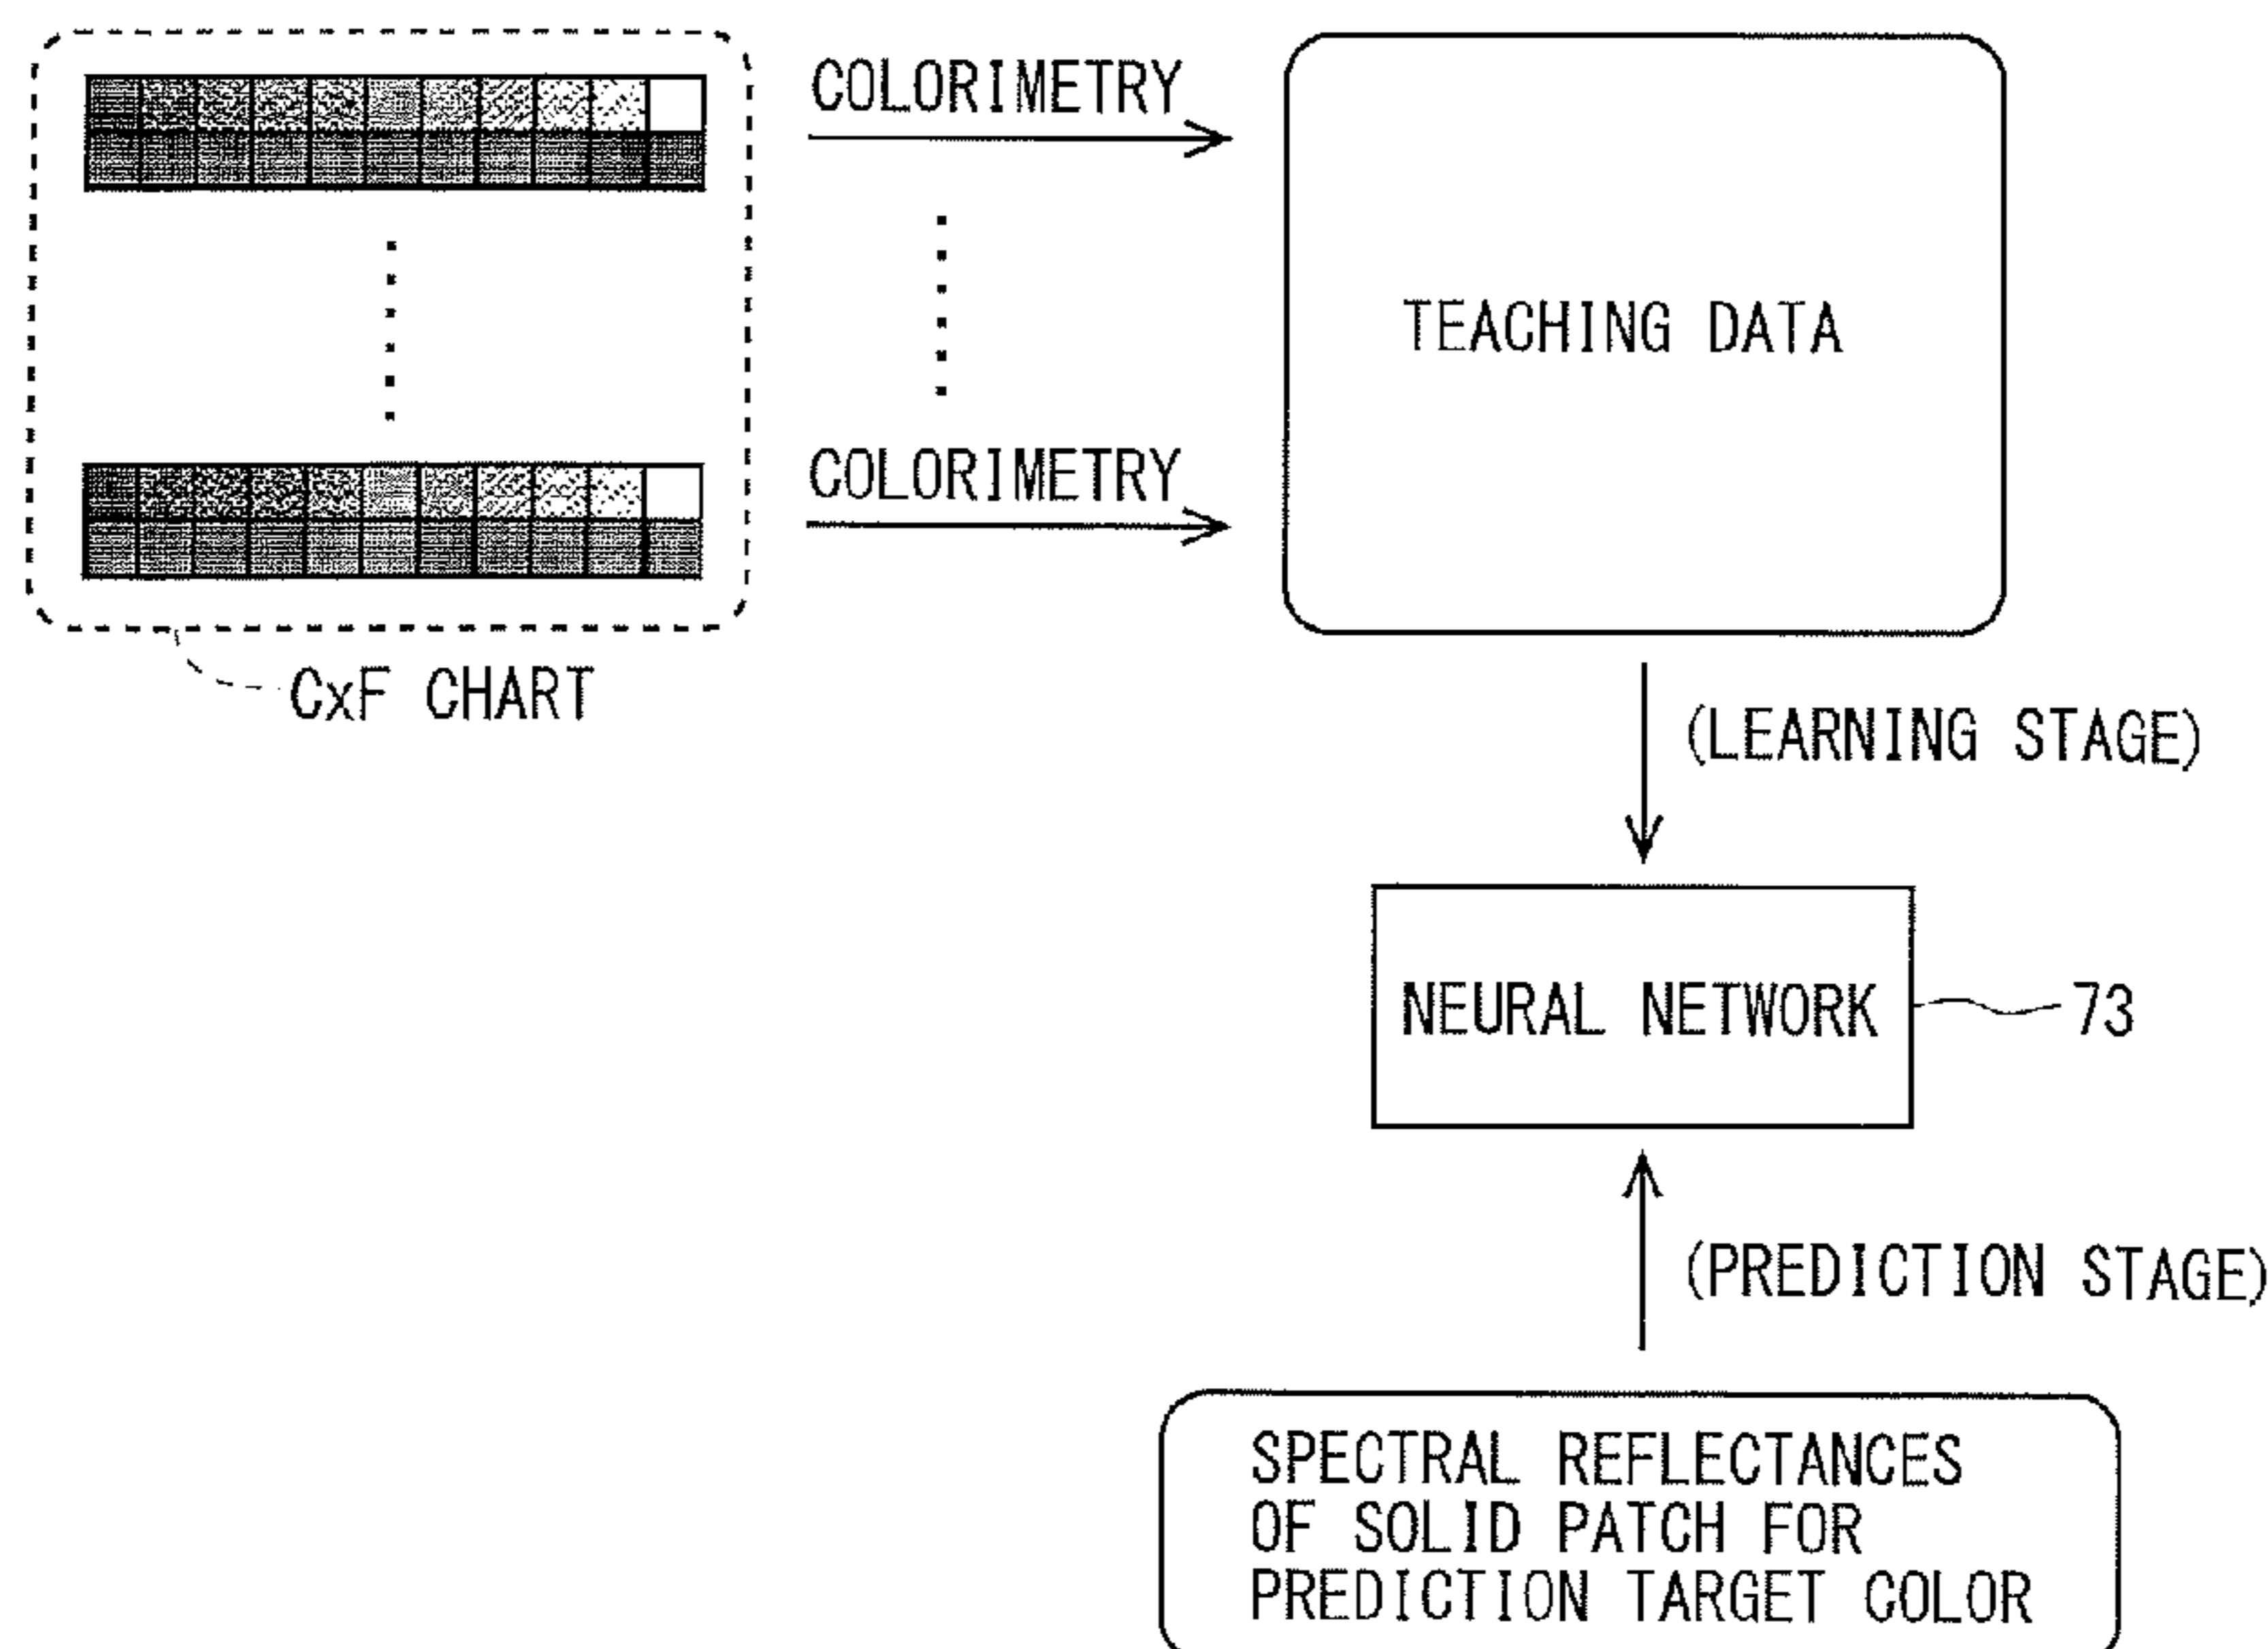 COLORIMETRY
TEACHING DATA
COLORIMETRY
CxF CHART
(LEARNING STAGE)
NEURAL NETWORK
73
(PREDICTION STAGE)
SPECTRAL REFLECTANCES
OF SOLID PATCH FOR
PREDICTION TARGET COLOR